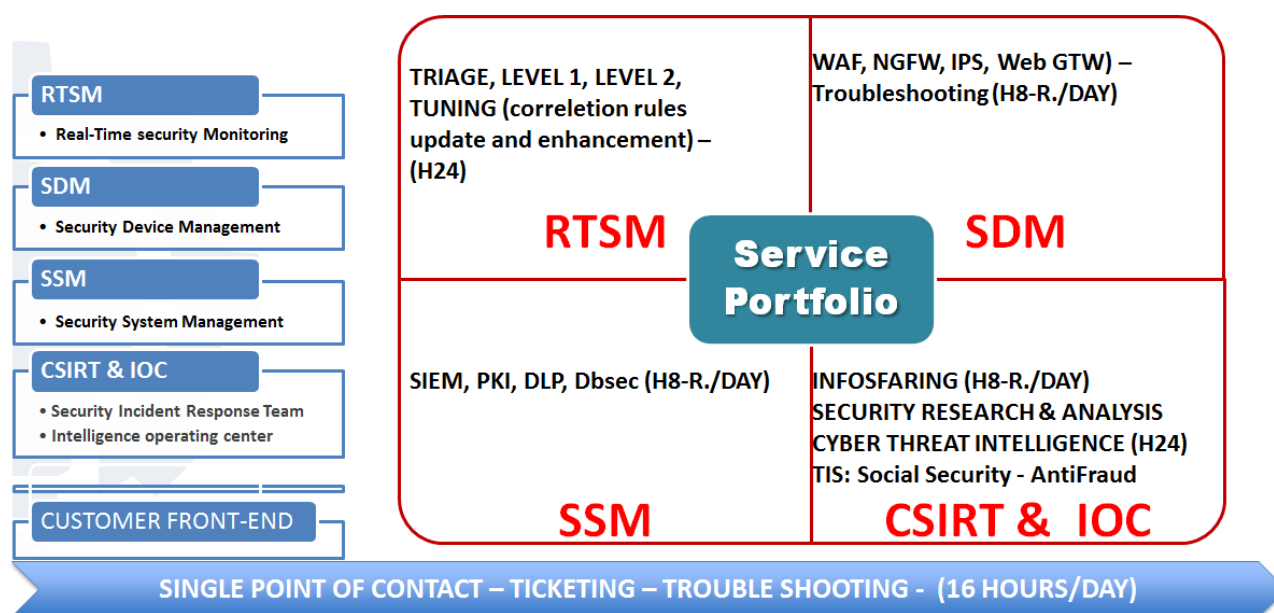 RTSM
• Real-Time security Monitoring
SDM
• Security Device Management
SSM
• Security System Management
CSIRT & IOC
• Security Incident Response Team
• Intelligence operating center
CUSTOMER FRONT-END
TRIAGE, LEVEL 1, LEVEL 2,
TUNING (correletion rules
update and enhancement) –
(H24)
RTSM
WAF, NGFW, IPS, Web GTW) –
Troubleshooting (H8-R./DAY)
SDM
Service
Portfolio
SIEM, PKI, DLP, Dbsec (H8-R./DAY)
SSM
INFOSFARING (H8-R./DAY)
SECURITY RESEARCH & ANALYSIS
CYBER THREAT INTELLIGENCE (H24)
TIS: Social Security - AntiFraud
CSIRT & IOC
SINGLE POINT OF CONTACT – TICKETING – TROUBLE SHOOTING - (16 HOURS/DAY)